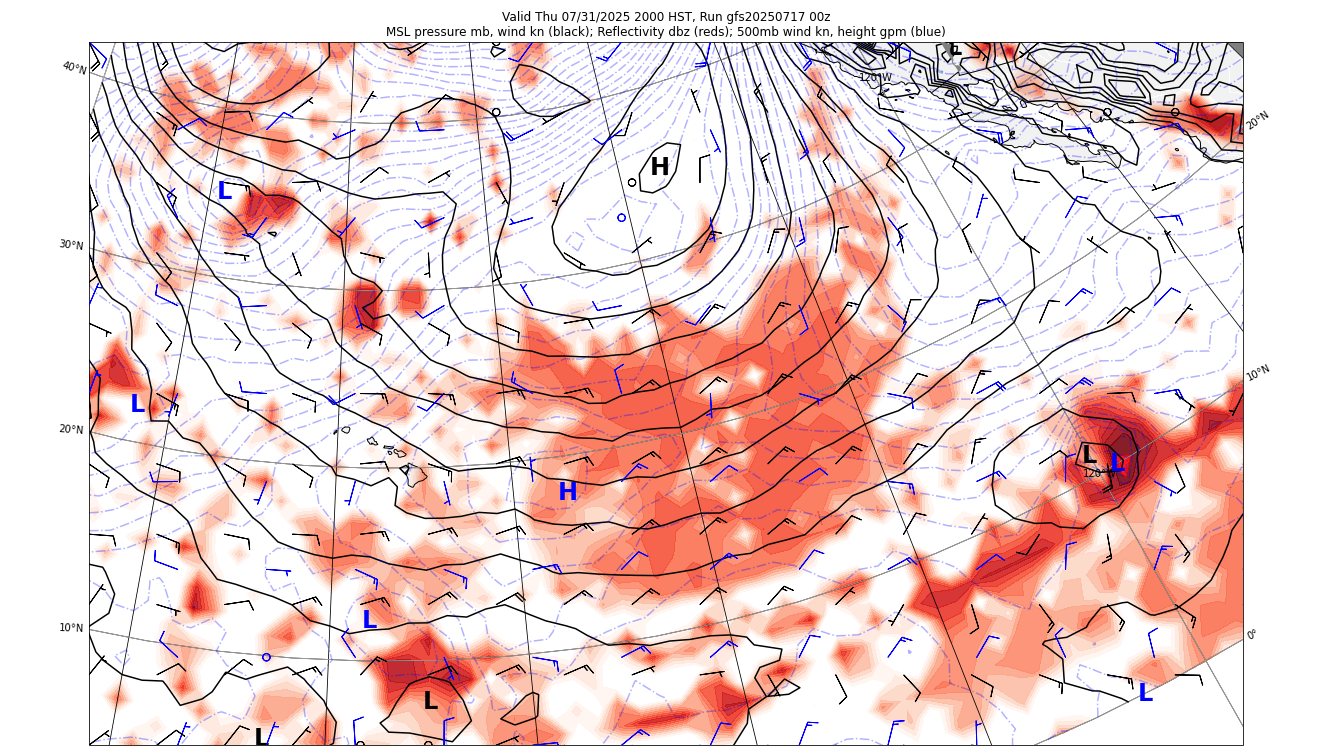 Valid Thu 07/31/2025 2000 HST, Run gfs20250717 00z
MSL pressure mb, wind kn (black); Reflectivity dbz (reds); 500mb wind kn, height gpm (blue)
L
40°N
120°W
20°N
H
L
30°N
10°N
L
20°N
L
L
120°W
H
L
10°N
0°
L
L
L